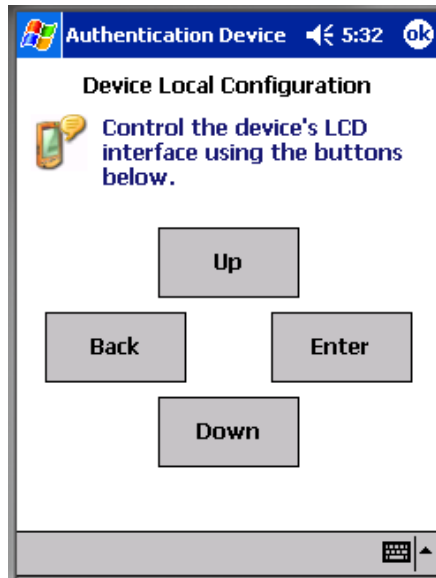 Authentication Device 5:32 ok
Device Local Configuration
Control the device's LCD
interface using the buttons
below.
Up
Back Enter
Down